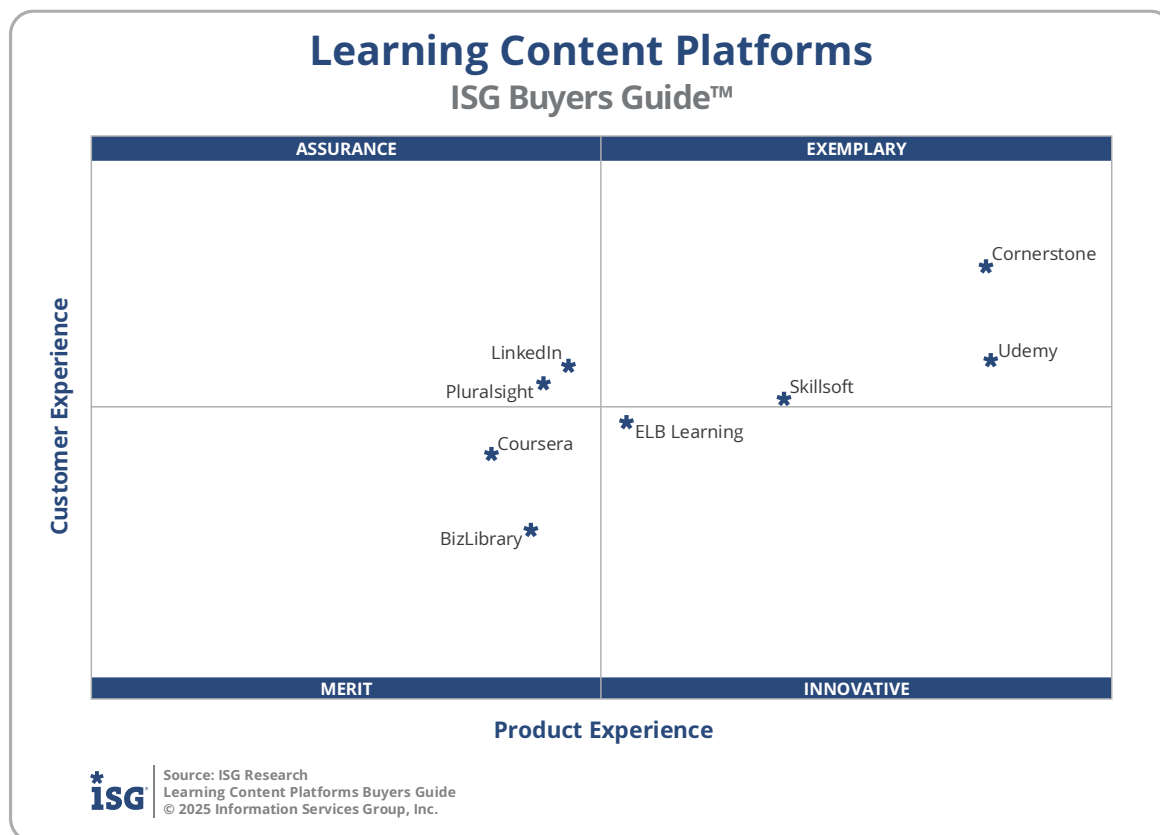 Learning Content Platforms
ISG Buyers Guide™
ASSURANCE
EXEMPLARY
Cornerstone
LinkedIn
Udemy
Pluralsight
Skillsoft
ELB Learning
Coursera
BizLibrary
Customer Experience
MERIT
INNOVATIVE
Product Experience
ISG
Source: ISG Research
Learning Content Platforms Buyers Guide
© 2025 Information Services Group, Inc.